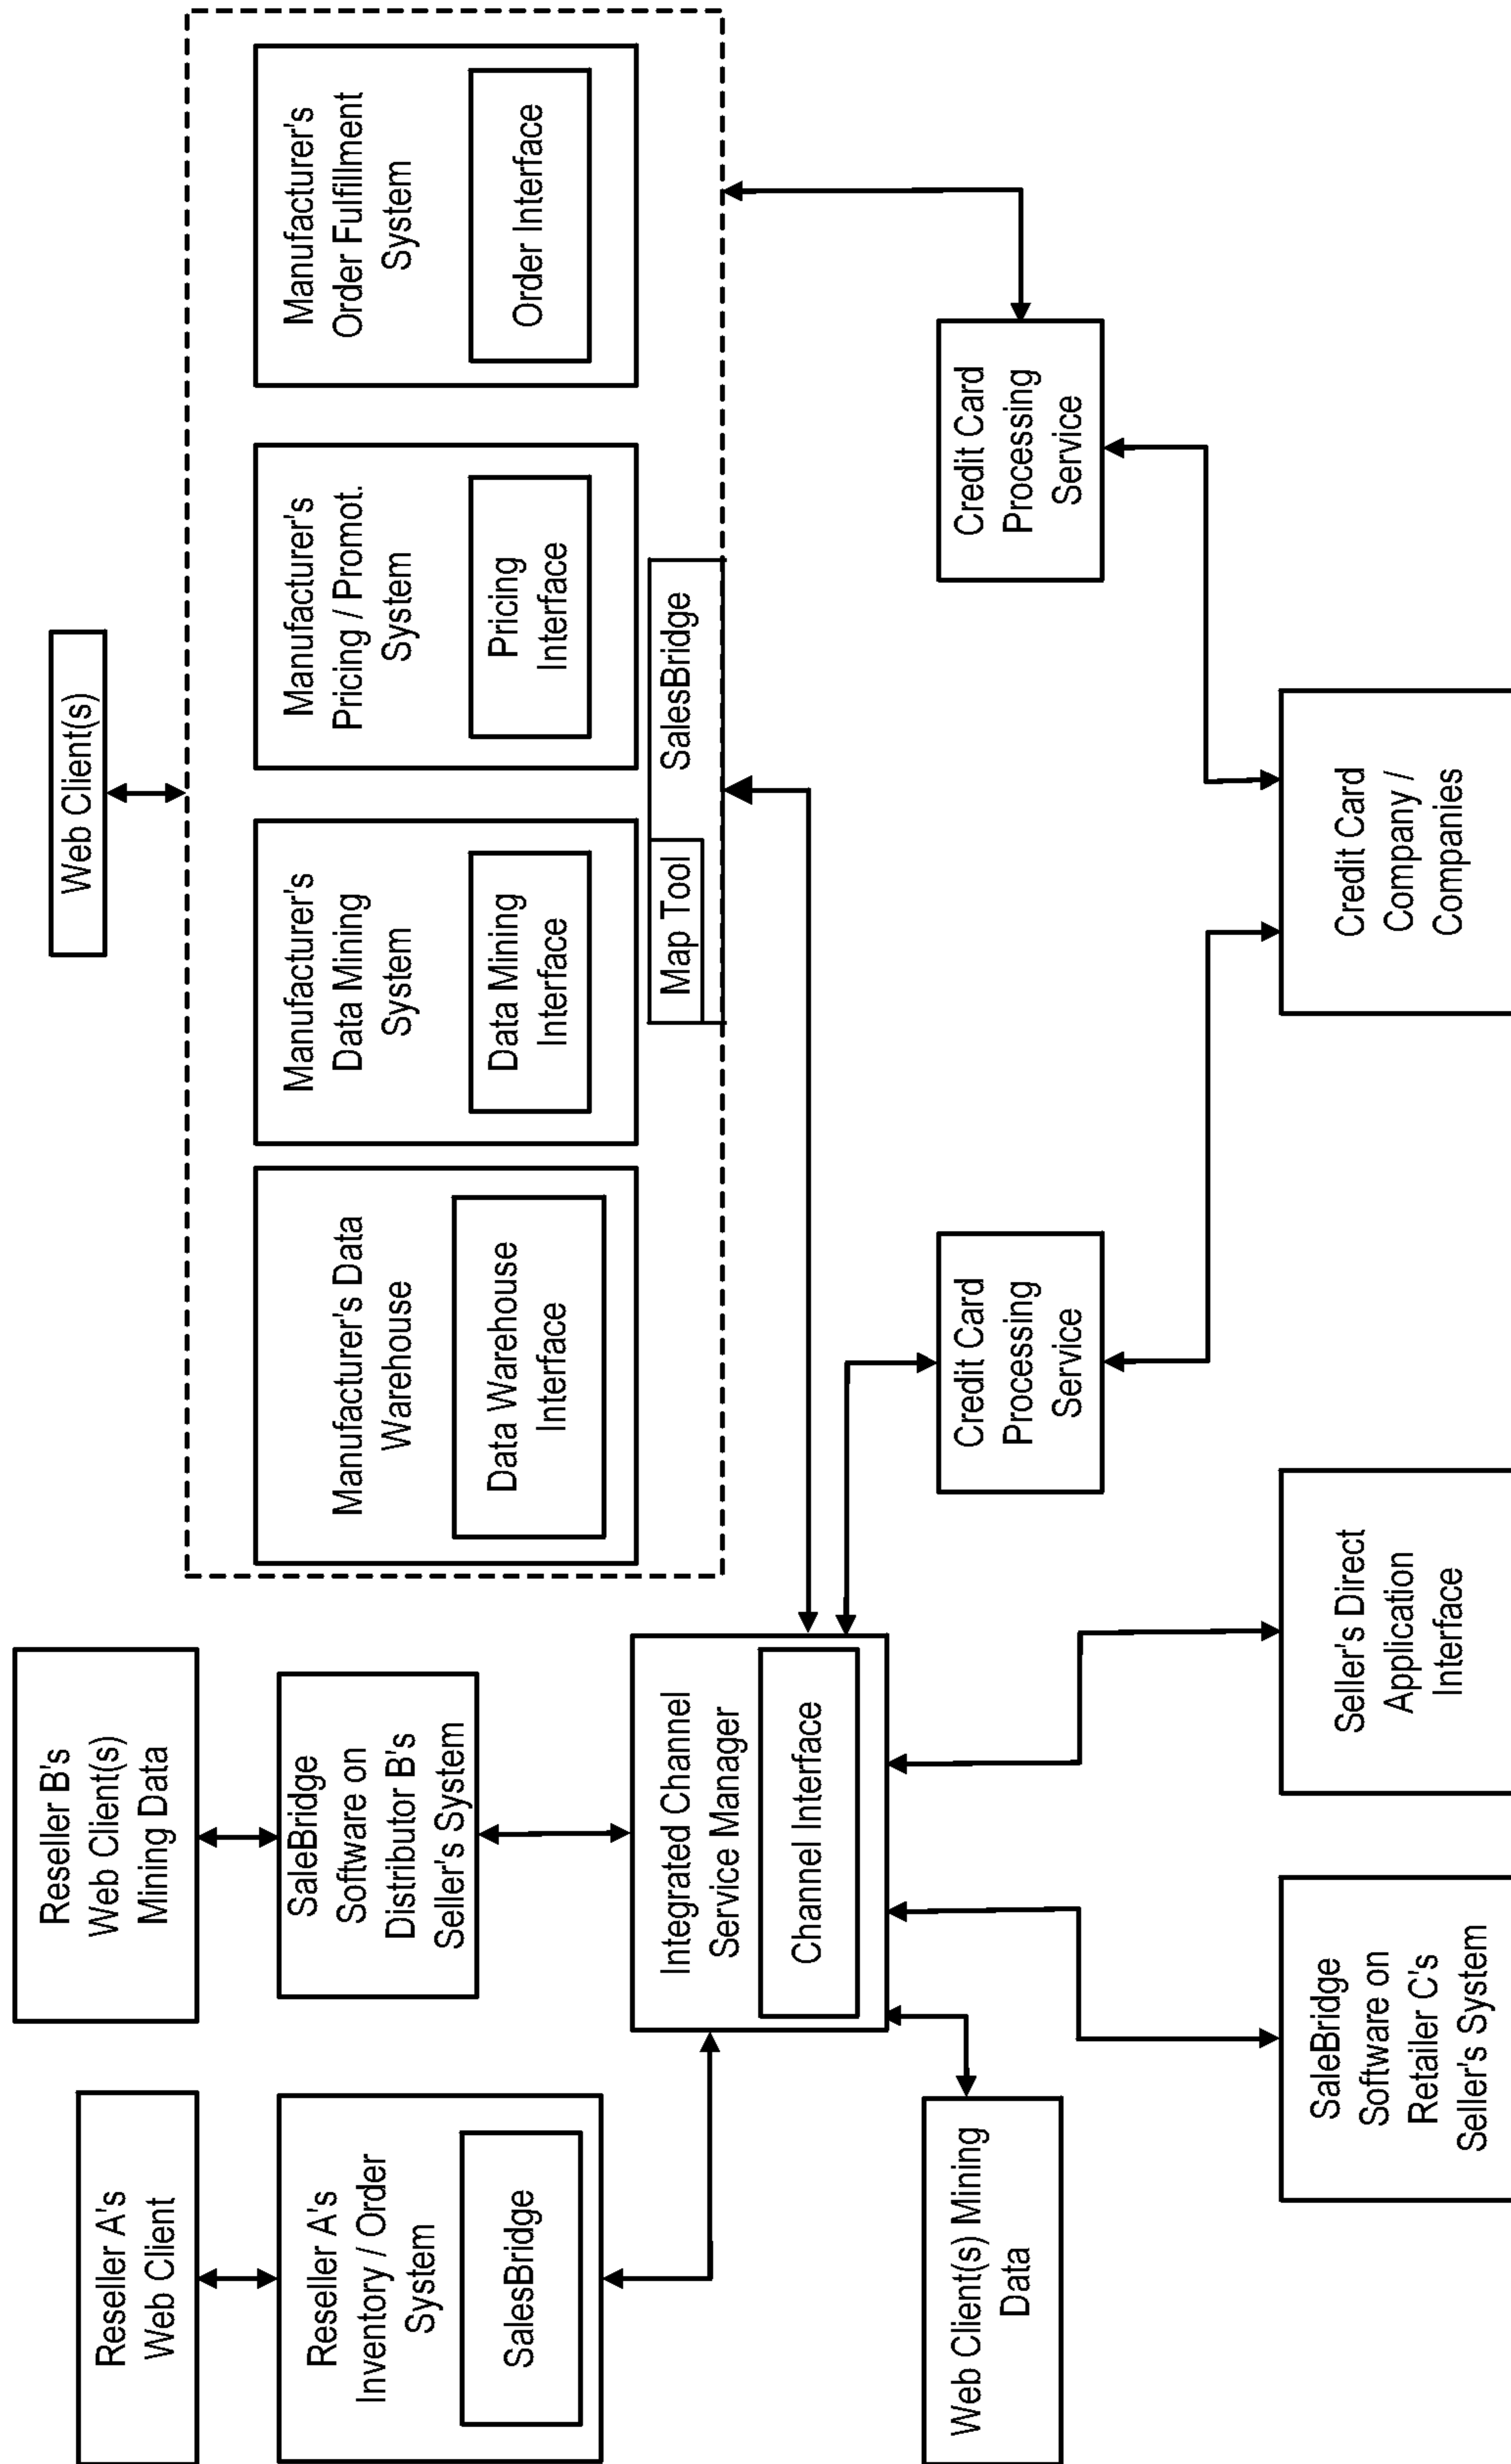 Reseller A's
Web Client
Reseller B's
Web Client(s)
Mining Data
Web Client(s)
Reseller A's
Inventory / Order
System
SalesBridge
SaleBridge
Software on
Distributor B's
Seller's System
Manufacturer's Data
Warehouse
Data Warehouse
Interface
Manufacturer's
Data Mining
System
Data Mining
Interface
Manufacturer's
Pricing / Promot.
System
Pricing
Interface
Manufacturer's
Order Fulfillment
System
Order Interface
Map Tool
SalesBridge
Integrated Channel
Service Manager
Channel Interface
Web Client(s) Mining
Data
Credit Card
Processing
Service
Credit Card
Processing
Service
SaleBridge
Software on
Retailer C's
Seller's System
Seller's Direct
Application
Interface
Credit Card
Company /
Companies